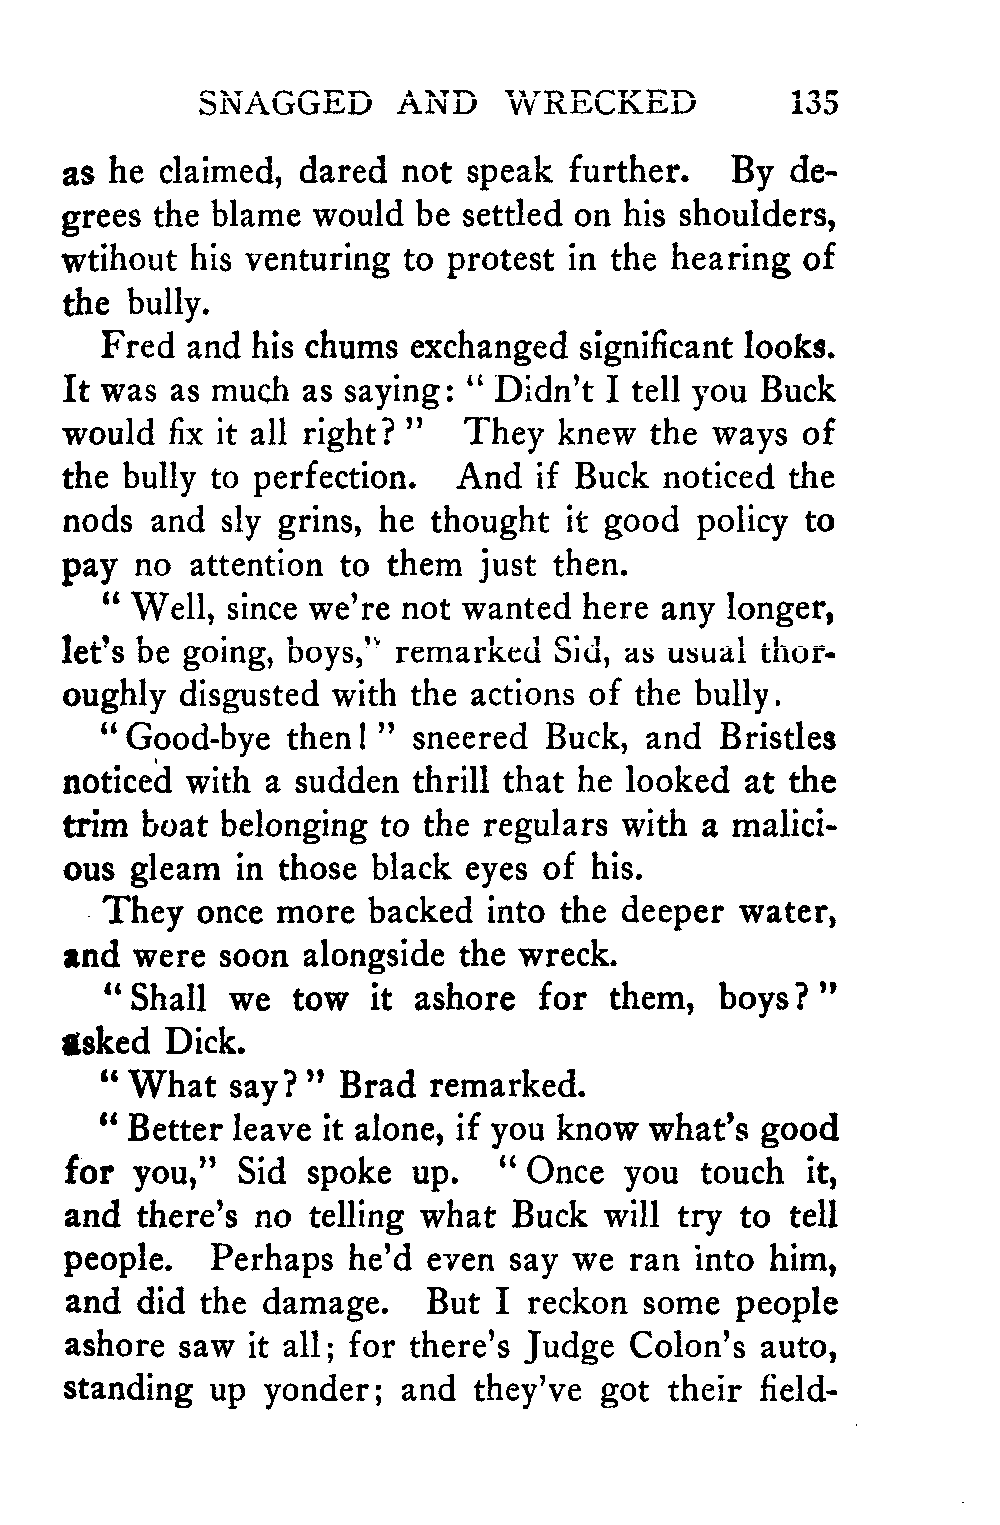 SNAGGED AND WRECKED 135
as he claimed, dared not speak further. By de-
grees the blame would be settled on his shoulders,
wtihout his venturing to protest in the hearing of
the bully.
Fred and his chums exchanged significant looks.
It was as much as saying: " Didn't I tell you Buck
would fix it all right? " They knew the ways of
the bully to perfection. And if Buck noticed the
nods and sly grins, he thought it good policy to
pay no attention to them just then.
" Well, since we're not wanted here any longer,
let's be going, boys," remarked Sid, as usual thor-
oughly disgusted with the actions of the bully.
" Good-bye then! " sneered Buck, and Bristles
noticed with a sudden thrill that he looked at the
trim boat belonging to the regulars with a malici-
ous gleam in those black eyes of his.
They once more backed into the deeper water,
and were soon alongside the wreck.
" Shall we tow it ashore for them, boys? "
asked Dick.
" What say? " Brad remarked.
" Better leave it alone, if you know what's good
for you," Sid spoke up. " Once you touch it,
and there's no telling what Buck will try to tell
people. Perhaps he'd even say we ran into him,
and did the damage. But I reckon some people
ashore saw it all; for there's Judge Colon's auto,
standing up yonder; and they've got their field-